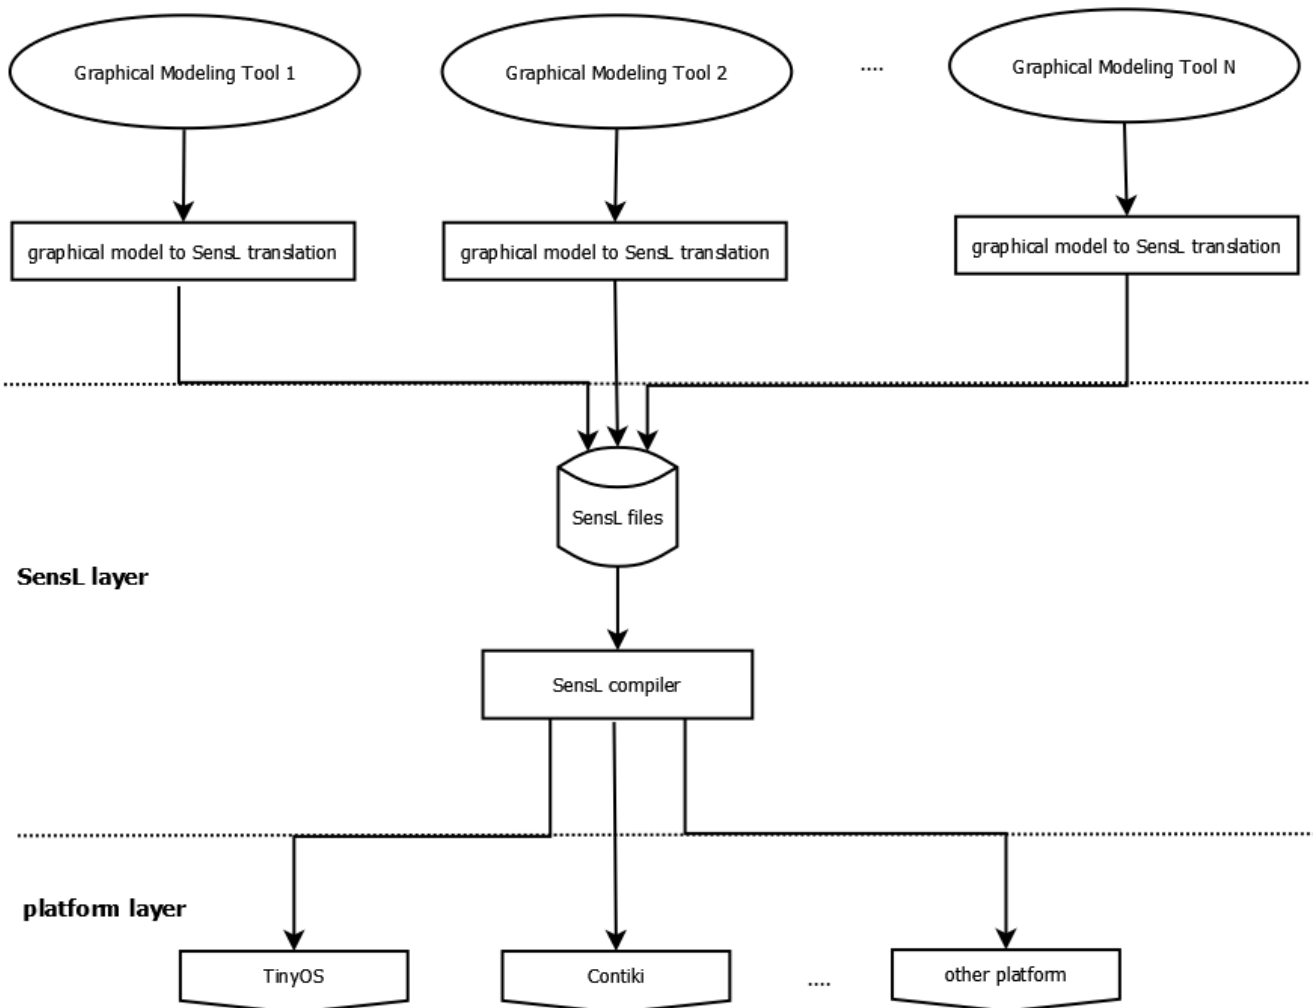 Graphical Modeling Tool 1
Graphical Modeling Tool 2
....
Graphical Modeling Tool N
graphical model to SensL translation
graphical model to SensL translation
graphical model to SensL translation
SensL files
SensL layer
SensL compiler
platform layer
TinyOS
Contiki
....
other platform